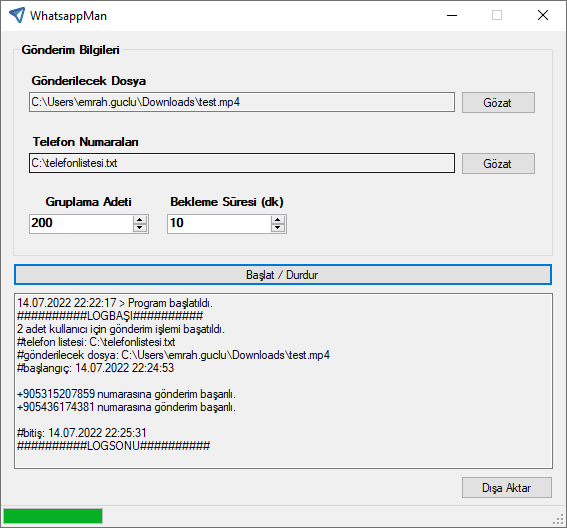 WhatsappMan
Gönderim Bilgileri
Gönderilecek Dosya
C:\Users\emrah.guclu\Downloads\test.mp4
Gözat
Telefon Numaraları
C:\telefonlistesi.txt
Gözat
Gruplama Adeti
Bekleme Süresi (dk)
200
10
Başlat / Durdur
14.07.2022 22:22:17 > Program başlatıldı.
##########LOGBAŞI##########
2 adet kullanıcı için gönderim işlemi başatıldı.
#telefon listesi: C:\telefonlistesi.txt
#gönderilecek dosya: C:\Users\emrah.guclu\Downloads\test.mp4
#başlangıç: 14.07.2022 22:24:53
+905315207859 numarasına gönderim başarılı.
+905436174381 numarasına gönderim başarılı.
#bitiş: 14.07.2022 22:25:31
##########LOGSONU##########
Dışa Aktar